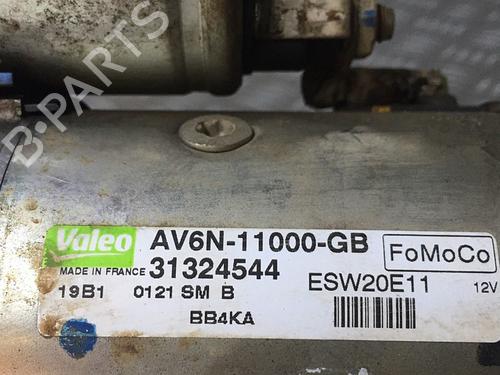 B-PARTS
Valeo AV6N-11000-GB FoMoCo
MADE IN FRANCE 31324544 ESW20E11 12V
19B1 0121 SM B
BB4KA